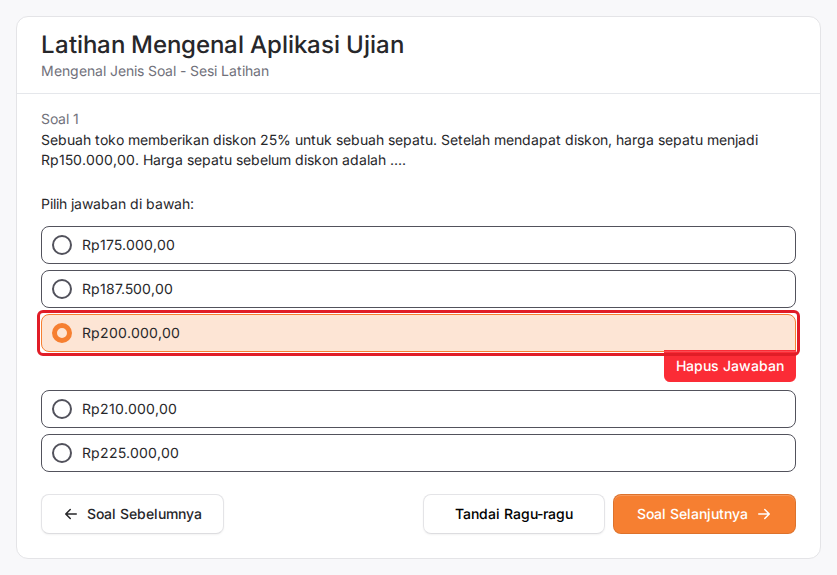 Latihan Mengenal Aplikasi Ujian
Mengenal Jenis Soal - Sesi Latihan
Soal 1
Sebuah toko memberikan diskon 25% untuk sebuah sepatu. Setelah mendapat diskon, harga sepatu menjadi
Rp150.000,00. Harga sepatu sebelum diskon adalah ....
Pilih jawaban di bawah:
Rp175.000,00
Rp187.500,00
Rp200.000,00
Hapus Jawaban
Rp210.000,00
Rp225.000,00
← Soal Sebelumnya
Tandai Ragu-ragu
Soal Selanjutnya →